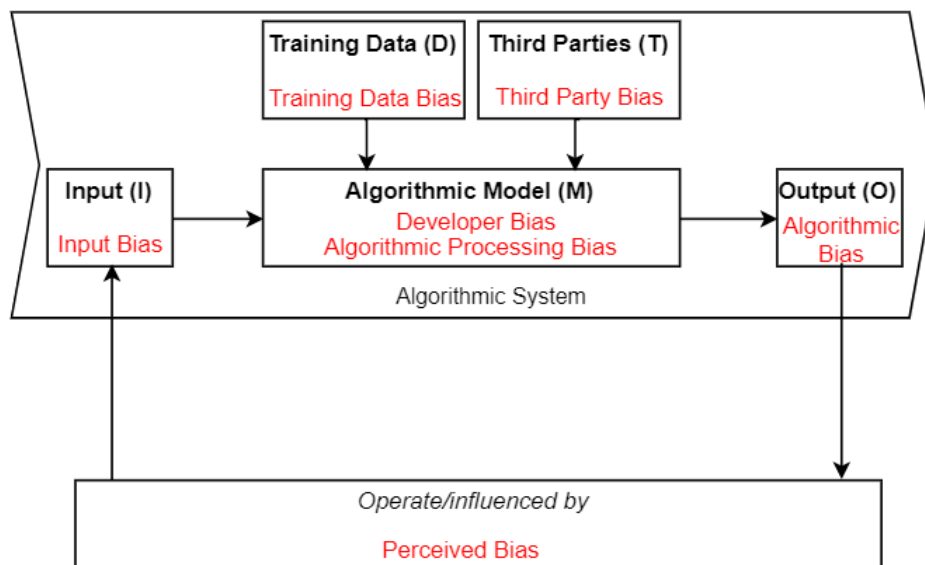 Training Data (D)
Training Data Bias
Third Parties (T)
Third Party Bias
Input (I)
Input Bias
Algorithmic Model (M)
Developer Bias
Algorithmic Processing Bias
Output (O)
Algorithmic
Bias
Algorithmic System
Operate/influenced by
Perceived Bias